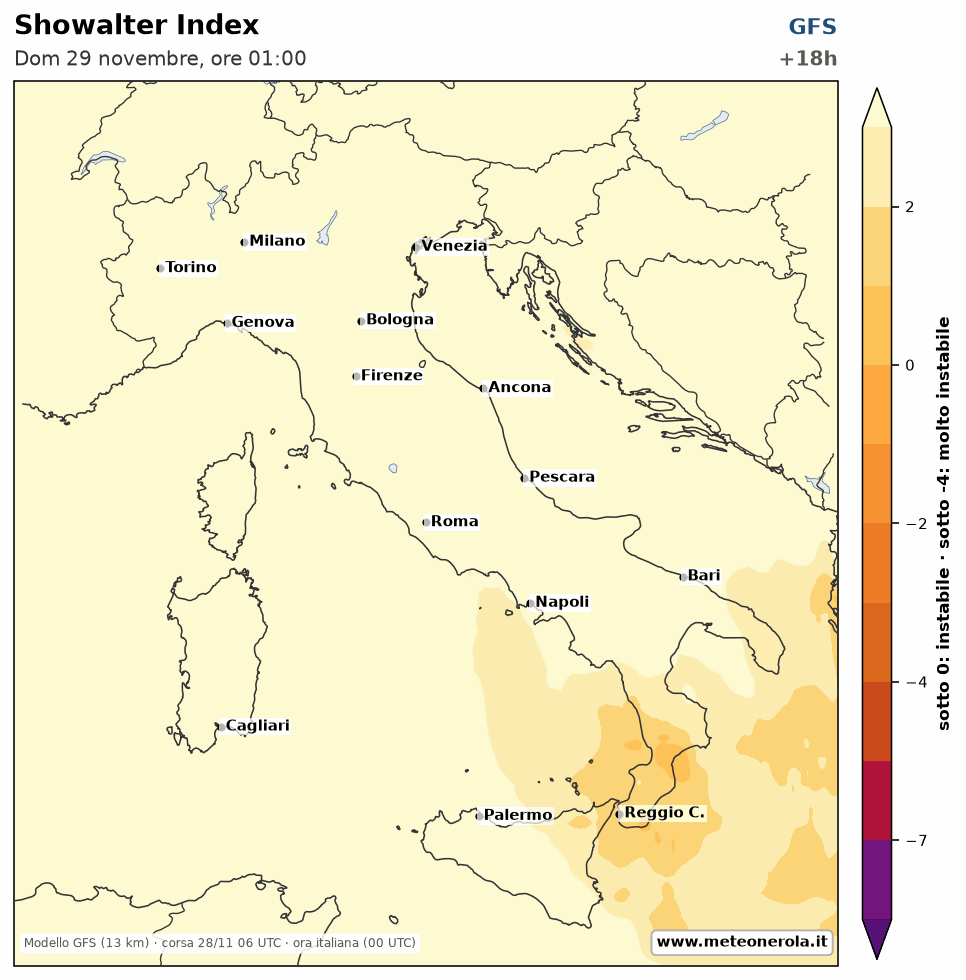 Showalter Index
GFS
Dom 29 novembre, ore 01:00
+18h
Milano
Venezia
Torino
Genova
Bologna
Firenze
Ancona
Pescara
Roma
Bari
Napoli
Cagliari
Palermo
Reggio C.
2
0
−2
−4
−7
sotto 0: instabile · sotto -4: molto instabile
Modello GFS (13 km) · corsa 28/11 06 UTC · ora italiana (00 UTC)
www.meteonerola.it